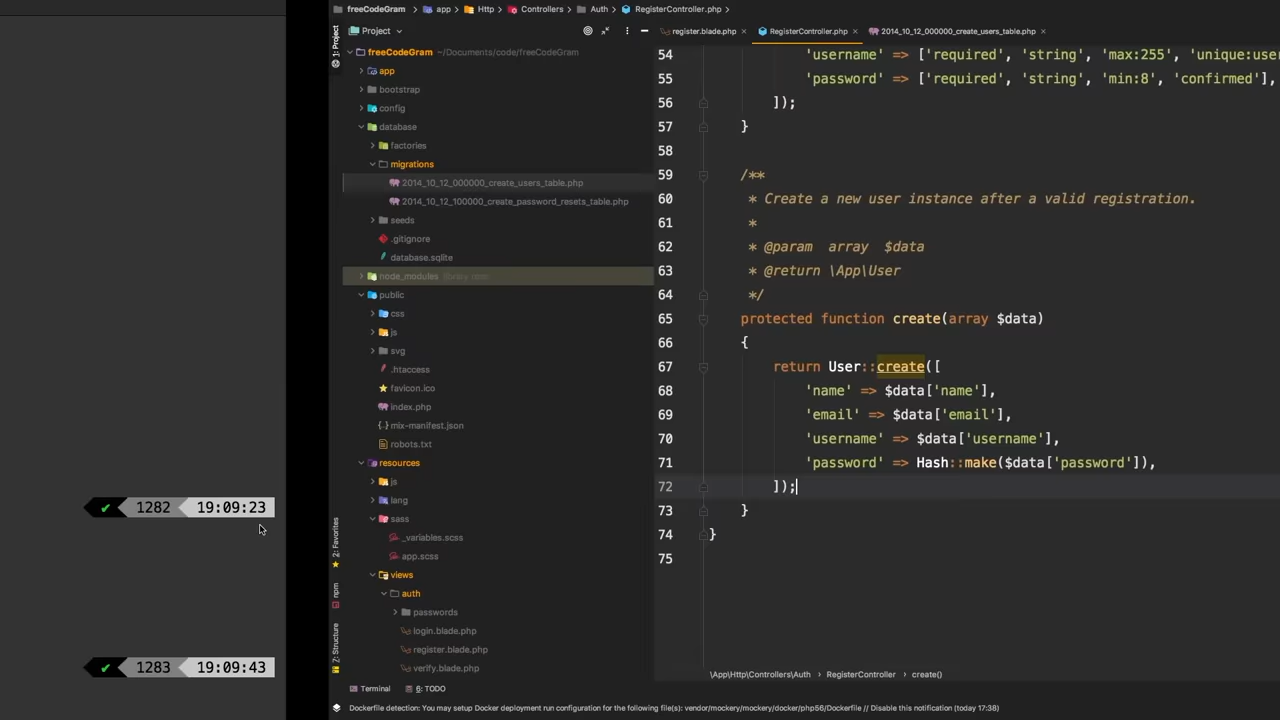 freeCodeGram app Http Controllers Auth RegisterController.php
1: Project
Project
register.blade.php RegisterController.php 2014_10_12_000000_create_users_table.php
freeCodeGram ~/Documents/code/freeCodeGram
app
bootstrap
config
database
factories
migrations
2014_10_12_000000_create_users_table.php
2014_10_12_100000_create_password_resets_table.php
seeds
.gitignore
database.sqlite
node_modules library root
public
css
js
svg
.htaccess
favicon.ico
index.php
mix-manifest.json
robots.txt
resources
js
lang
sass
_variables.scss
app.scss
views
auth
passwords
login.blade.php
register.blade.php
verify.blade.php
54 'username' => ['required', 'string', 'max:255', 'unique:user
55 'password' => ['required', 'string', 'min:8', 'confirmed'],
56 ]);
57 }
58
59 /**
60 * Create a new user instance after a valid registration.
61 *
62 * @param array $data
63 * @return \App\User
64 */
65 protected function create(array $data)
66 {
67 return User::create([
68 'name' => $data['name'],
69 'email' => $data['email'],
70 'username' => $data['username'],
71 'password' => Hash::make($data['password']),
72 ]);
73 }
74 }
75
✔ 1282 19:09:23
✔ 1283 19:09:43
2: Favorites
npm
7: Structure
\App\Http\Controllers\Auth RegisterController create()
Terminal 6: TODO
Dockerfile detection: You may setup Docker deployment run configuration for the following file(s): vendor/mockery/mockery/docker/php56/Dockerfile // Disable this notification (today 17:38)